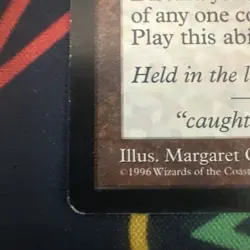 of any one co
Play this abi
Held in the l
"caught
Illus. Margaret
©1996 Wizards of the Coast